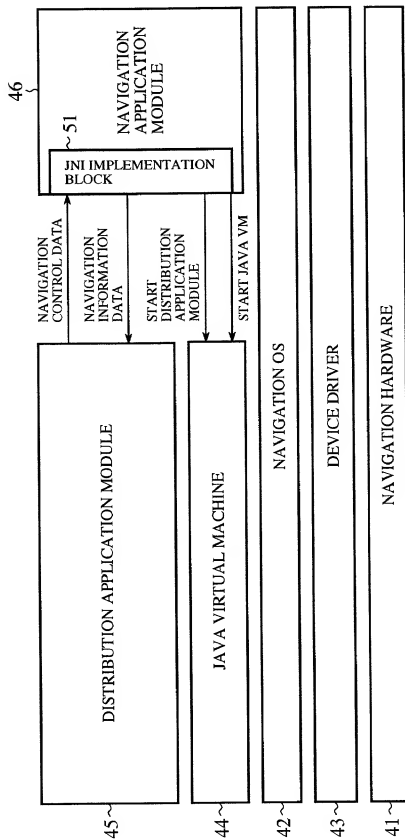 46
NAVIGATION
APPLICATION
MODULE
51
JNI IMPLEMENTATION
BLOCK
NAVIGATION
CONTROL DATA
NAVIGATION
INFORMATION
DATA
START
DISTRIBUTION
APPLICATION
MODULE
START JAVA VM
DISTRIBUTION APPLICATION MODULE
45
JAVA VIRTUAL MACHINE
44
NAVIGATION OS
42
DEVICE DRIVER
43
NAVIGATION HARDWARE
41